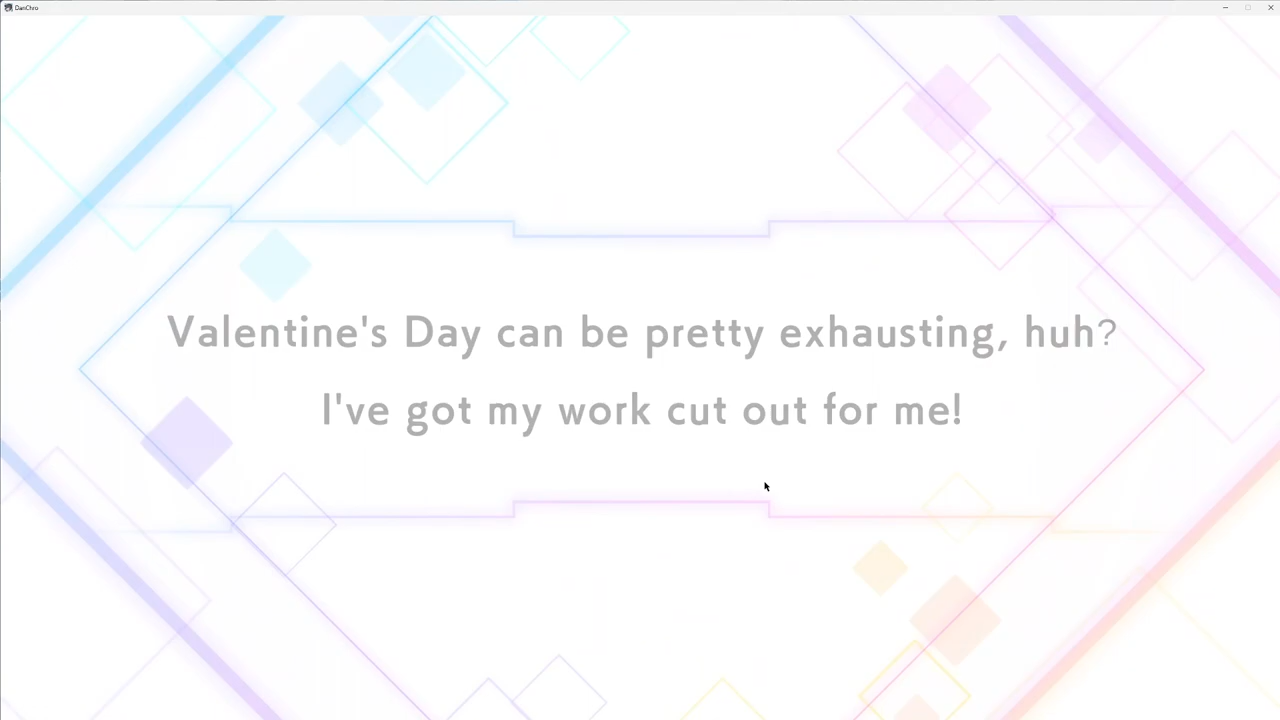 DanChro
Valentine's Day can be pretty exhausting, huh?
I've got my work cut out for me!